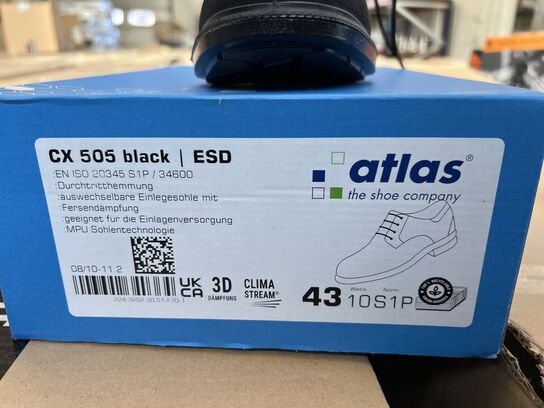 CX 505 black | ESD
:EN ISO 20345 S1P / 34600
:Durchtritthemmung
:auswechselbare Einlegesohle mit
Fersendämpfung
:geeignet für die Einlagenversorgung
:MPU Sohlentechnologie
atlas
the shoe company
08/10-11.2
UK
CA
3D
DÄMPFUNG
CLIMA
STREAM®
43
Weite Norm
10 S1P